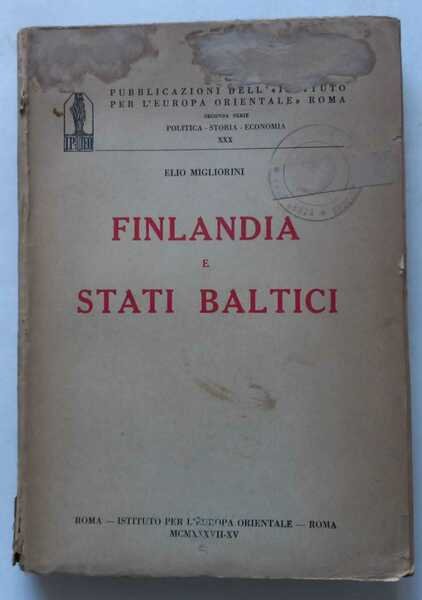 PUBBLICAZIONI DELL'«ISTITUTO
PER L'EUROPA ORIENTALE» ROMA
SECONDA SERIE
POLITICA - STORIA - ECONOMIA
XXX
ELIO MIGLIORINI
FINLANDIA
E
STATI BALTICI
ROMA — ISTITUTO PER L'EUROPA ORIENTALE — ROMA
MCMXXXVII-XV